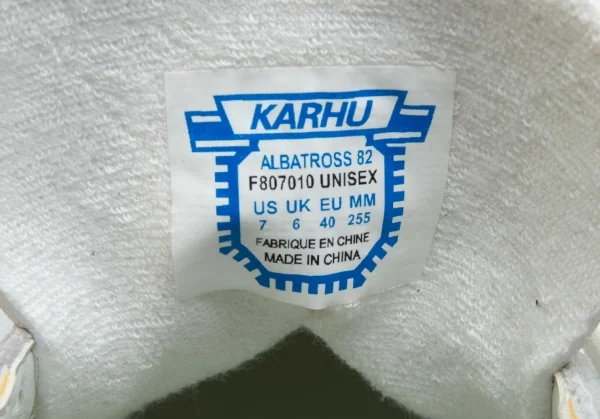 KARHU
ALBATROSS 82
F807010 UNISEX
US UK EU MM
7 6 40 255
FABRIQUE EN CHINE
MADE IN CHINA